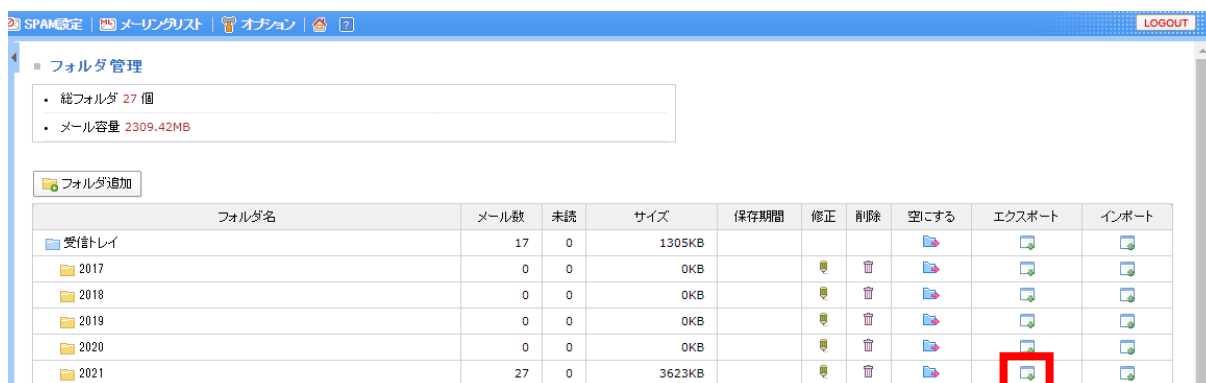 SPAM設定 | メーリングリスト | オプション | ? LOGOUT
フォルダ管理
・ 総フォルダ 27 個
・ メール容量 2309.42MB
フォルダ追加
フォルダ名 メール数 未読 サイズ 保存期間 修正 削除 空にする エクスポート インポート
受信トレイ 17 0 1305KB
2017 0 0 0KB
2018 0 0 0KB
2019 0 0 0KB
2020 0 0 0KB
2021 27 0 3623KB